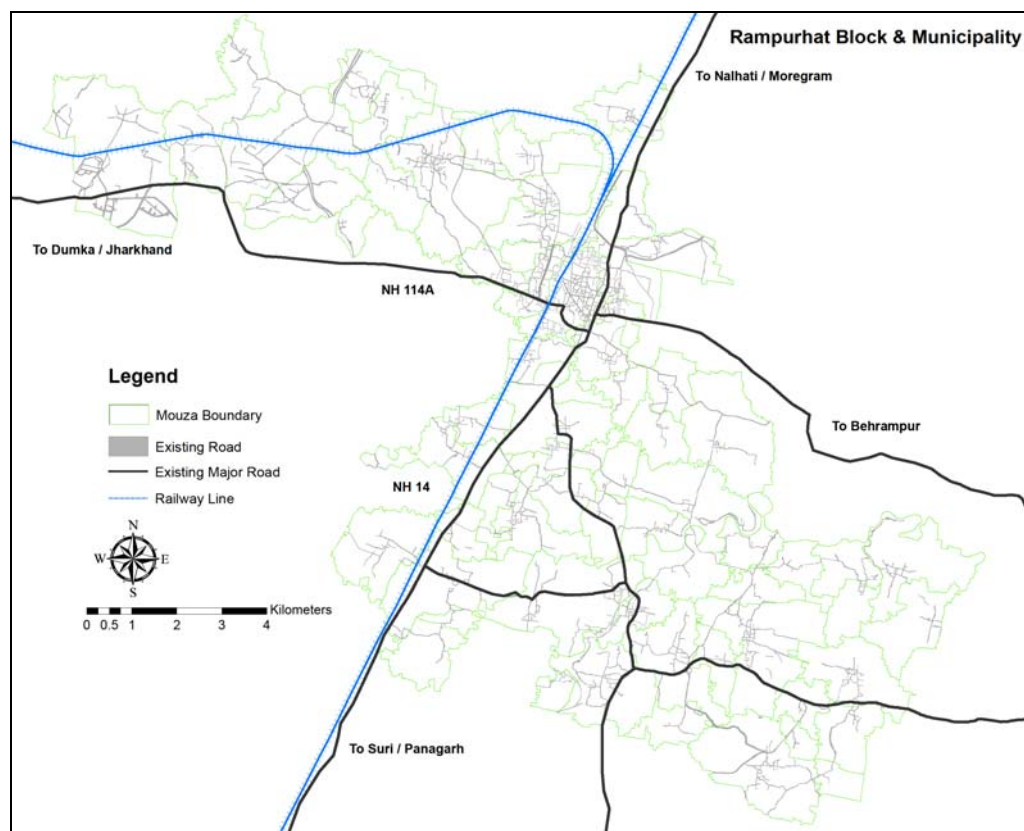 Rampurhat Block & Municipality
To Nalhati / Moregram
To Dumka / Jharkhand
NH 114A
Legend
Mouza Boundary
Existing Road
Existing Major Road
Railway Line
To Behrampur
NH 14
N
W E
S
Kilometers
0 0.5 1 2 3 4
To Suri / Panagarh